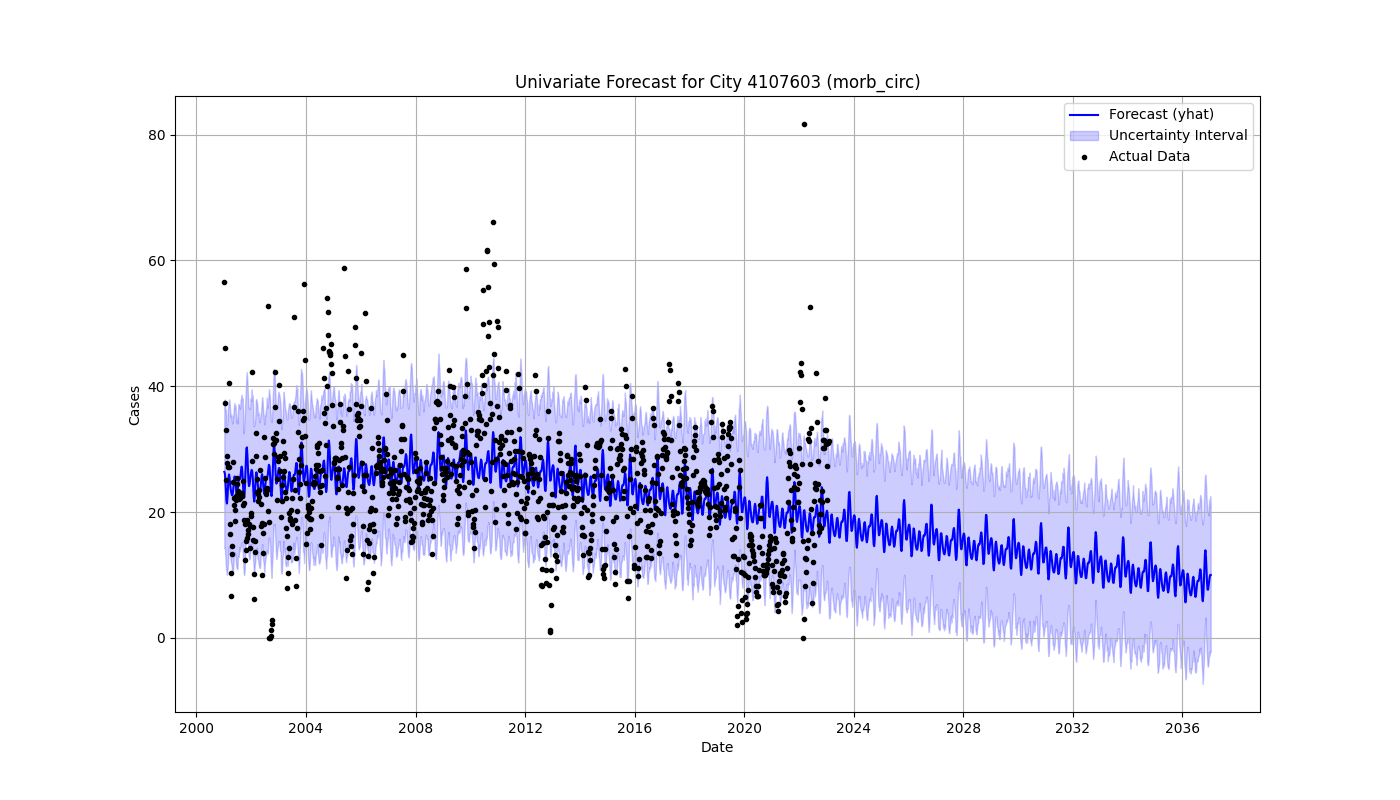 Univariate Forecast for City 4107603 (morb_circ)
Forecast (yhat)
Uncertainty Interval
Actual Data
Cases
80
60
40
20
0
2000 2004 2008 2012 2016 2020 2024 2028 2032 2036
Date